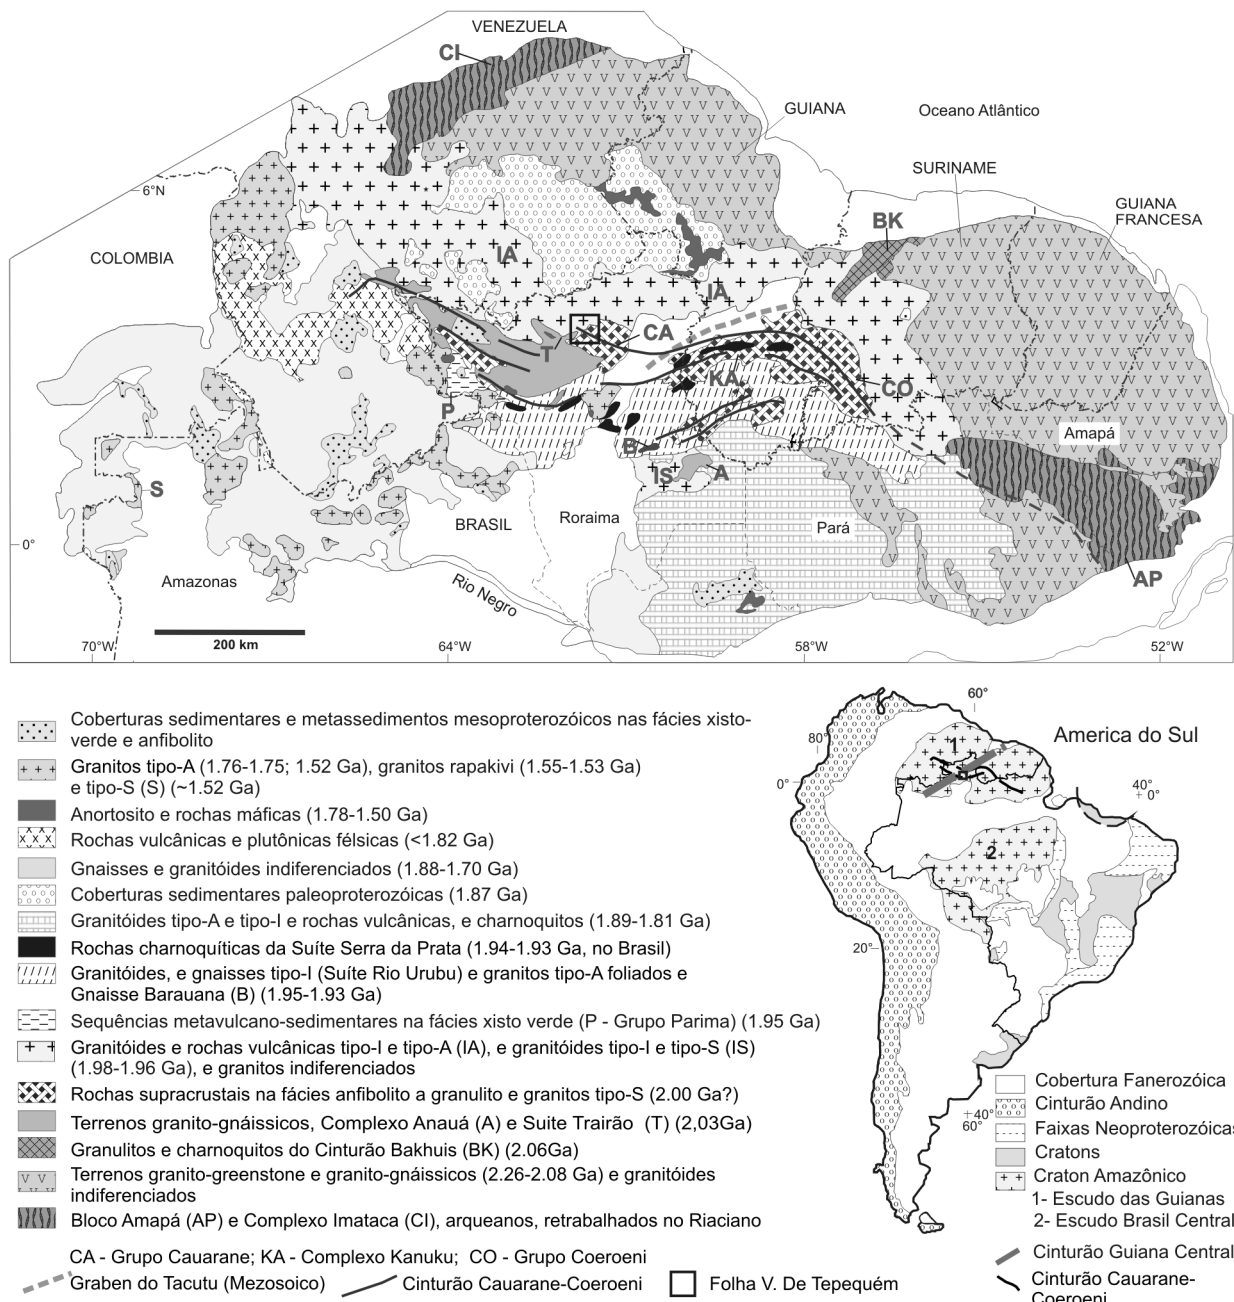 VENEZUELA
CI
GUIANA
Oceano Atlântico
SURINAME
6°N
GUIANA
FRANCESA
BK
COLOMBIA
IA
IA
CA
T
KA
CO
P
B
Amapá
IS
A
S
BRASIL
Roraima
Pará
0°
Amazonas
Rio Negro
AP
200 km
70°W
64°W
58°W
52°W
Coberturas sedimentares e metassedimentos mesoproterozóicos nas fácies xisto-
verde e anfibolito
Granitos tipo-A (1.76-1.75; 1.52 Ga), granitos rapakivi (1.55-1.53 Ga)
e tipo-S (S) (~1.52 Ga)
Anortosito e rochas máficas (1.78-1.50 Ga)
Rochas vulcânicas e plutônicas félsicas (<1.82 Ga)
Gnaisses e granitóides indiferenciados (1.88-1.70 Ga)
Coberturas sedimentares paleoproterozóicas (1.87 Ga)
Granitóides tipo-A e tipo-I e rochas vulcânicas, e charnoquitos (1.89-1.81 Ga)
Rochas charnoquíticas da Suíte Serra da Prata (1.94-1.93 Ga, no Brasil)
Granitóides, e gnaisses tipo-I (Suíte Rio Urubu) e granitos tipo-A foliados e
Gnaisse Barauana (B) (1.95-1.93 Ga)
Sequências metavulcano-sedimentares na fácies xisto verde (P - Grupo Parima) (1.95 Ga)
Granitóides e rochas vulcânicas tipo-I e tipo-A (IA), e granitóides tipo-I e tipo-S (IS)
(1.98-1.96 Ga), e granitos indiferenciados
Rochas supracrustais na fácies anfibolito a granulito e granitos tipo-S (2.00 Ga?)
Terrenos granito-gnáissicos, Complexo Anauá (A) e Suite Trairão (T) (2,03Ga)
Granulitos e charnoquitos do Cinturão Bakhuis (BK) (2.06Ga)
Terrenos granito-greenstone e granito-gnáissicos (2.26-2.08 Ga) e granitóides
indiferenciados
Bloco Amapá (AP) e Complexo Imataca (CI), arqueanos, retrabalhados no Riaciano
CA - Grupo Cauarane; KA - Complexo Kanuku; CO - Grupo Coeroeni
Graben do Tacutu (Mezosoico)
Cinturão Cauarane-Coeroeni
Folha V. De Tepequém
60°
America do Sul
80°
1
0°
40°
0°
2
20°
+40°
60°
Cobertura Fanerozóica
Cinturão Andino
Faixas Neoproterozóicas
Cratons
Craton Amazônico
1- Escudo das Guianas
2- Escudo Brasil Central
Cinturão Guiana Central
Cinturão Cauarane-
Coeroeni